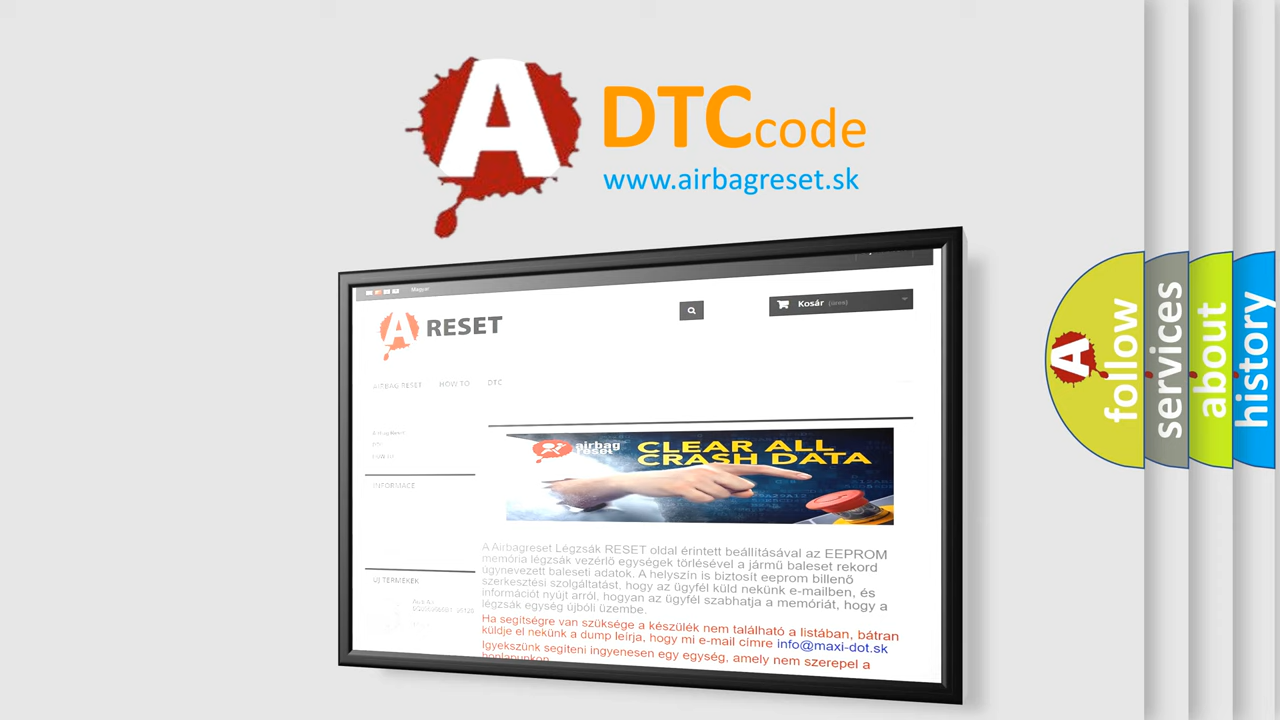 A DTCcode
www.airbagreset.sk
Magyar
A RESET
Kosár (üres)
AIRBAG RESET HOW TO DTC
INFORMACE
airbag
reset
CLEAR ALL
CRASH DATA
A Airbagreset Légzsák RESET oldal érintett beállításával az EEPROM
memória légzsák vezérlő egységek törlésével a jármű baleset rekord
úgynevezett baleseti adatok. A helyszín is biztosít eeprom billenő
szerkesztési szolgáltatást, hogy az ügyfél küld nekünk e-mailben, és
információt nyújt arról, hogyan az ügyfél szabhatja a memóriát, hogy a
légzsák egység újbóli üzembe.
Ha segítségre van szüksége a készülék nem található a listában, bátran
küldje el nekünk a dump leírja, hogy mi e-mail címre info@maxi-dot.sk
Igyekszünk segíteni ingyenesen egy egység, amely nem szerepel a
honlapunkon
ÚJ TERMÉKEK
A
follow
services
about
history